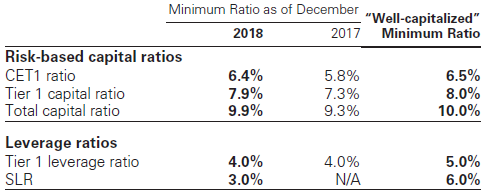 Minimum Ratio as of December “Well-capitalized”
2018 2017 Minimum Ratio
Risk-based capital ratios
CET1 ratio 6.4% 5.8% 6.5%
Tier 1 capital ratio 7.9% 7.3% 8.0%
Total capital ratio 9.9% 9.3% 10.0%
Leverage ratios
Tier 1 leverage ratio 4.0% 4.0% 5.0%
SLR 3.0% N/A 6.0%